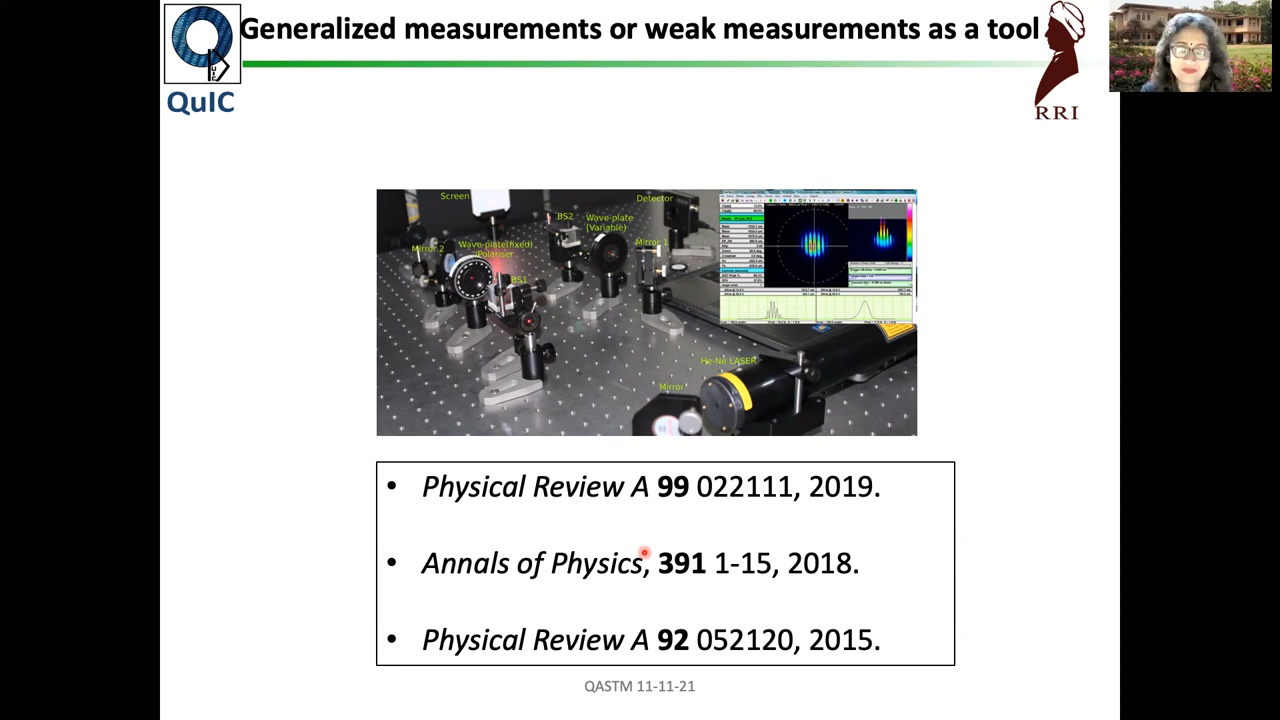 Generalized measurements or weak measurements as a tool
QuIC
RRI
Screen
Detector
BS2
Wave-plate
(Variable)
Mirror 2
Wave-plate(fixed)
/Polariser
Mirror 1
BS1
He-Ne LASER
Mirror
• Physical Review A 99 022111, 2019.
• Annals of Physics, 391 1-15, 2018.
• Physical Review A 92 052120, 2015.
QASTM 11-11-21